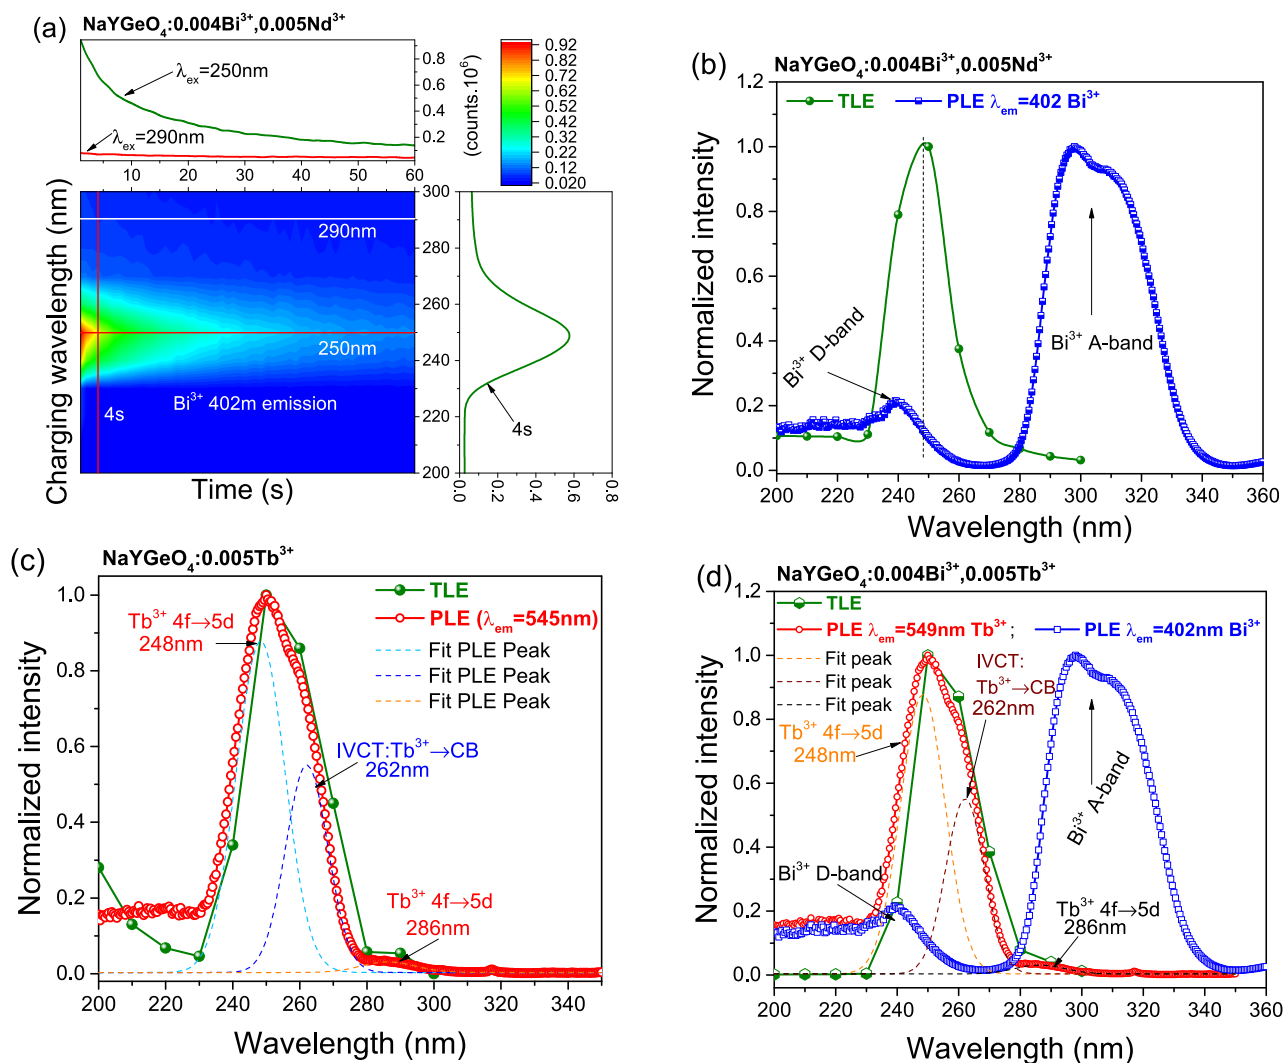 (a)
NaYGeO₄:0.004Bi³⁺,0.005Nd³⁺
λex=250nm
λex=290nm
0.8
0.6
0.4
0.2
10 20 30 40 50 60
(counts.10⁶)
0.92
0.82
0.72
0.62
0.52
0.42
0.32
0.22
0.12
0.020
Charging wavelength (nm)
290nm
250nm
Bi³⁺ 402m emission
4s
Time (s)
300
280
260
240
220
200
4s
0.0 0.2 0.4 0.6 0.8
(b)
NaYGeO₄:0.004Bi³⁺,0.005Nd³⁺
TLE
PLE λem=402 Bi³⁺
Normalized intensity
1.2
1.0
0.8
0.6
0.4
0.2
0.0
Bi³⁺ D-band
Bi³⁺ A-band
200 220 240 260 280 300 320 340 360
Wavelength (nm)
(c)
NaYGeO₄:0.005Tb³⁺
TLE
PLE (λem=545nm)
Fit PLE Peak
Fit PLE Peak
Fit PLE Peak
Tb³⁺ 4f→5d
248nm
IVCT:Tb³⁺→CB
262nm
Tb³⁺ 4f→5d
286nm
Normalized intensity
1.0
0.8
0.6
0.4
0.2
0.0
200 220 240 260 280 300 320 340
Wavelength (nm)
(d)
NaYGeO₄:0.004Bi³⁺,0.005Tb³⁺
TLE
PLE λem=549nm Tb³⁺ ;
PLE λem=402nm Bi³⁺
Fit peak
Fit peak
Fit peak
IVCT:
Tb³⁺→CB
262nm
Tb³⁺ 4f→5d
248nm
Bi³⁺ D-band
Bi³⁺ A-band
Tb³⁺ 4f→5d
286nm
Normalized intensity
1.2
1.0
0.8
0.6
0.4
0.2
0.0
200 220 240 260 280 300 320 340 360
Wavelength (nm)